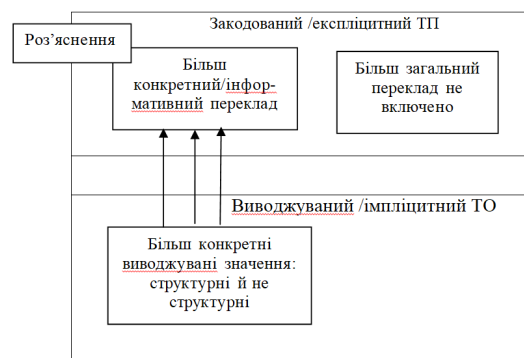 Закодований /експліцитний ТП
Роз’яснення
Більш
конкретний/інфор-
мативний переклад
Більш загальний
переклад не
включено
Виводжуваний /імпліцитний ТО
Більш конкретні
виводжувані значення:
структурні й не
структурні